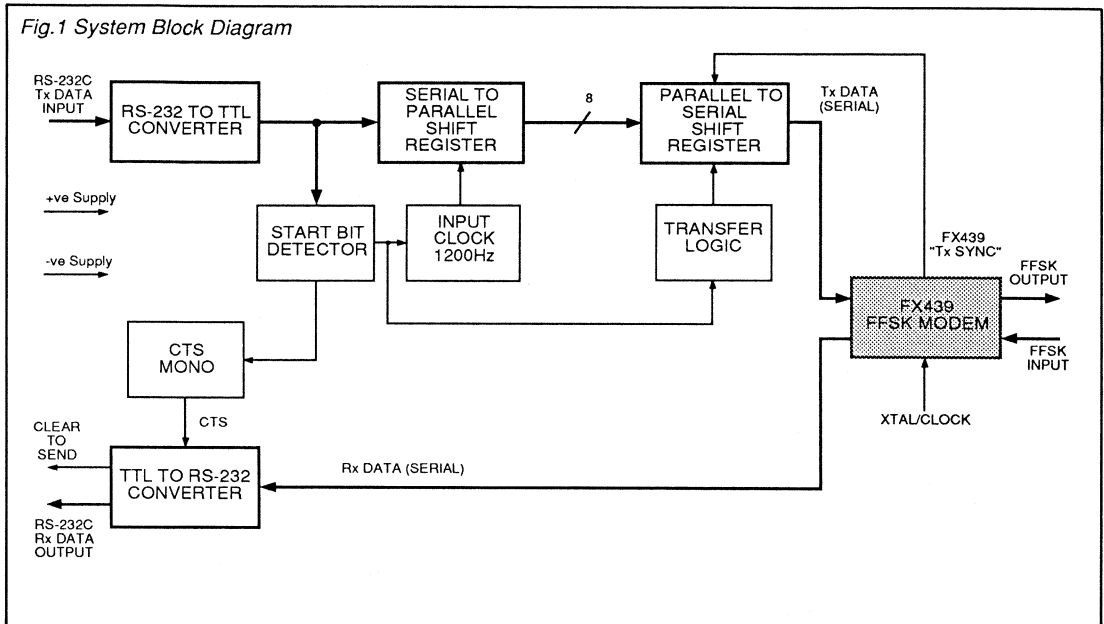 Fig.1 System Block Diagram
RS-232C
Tx DATA
INPUT
RS-232 TO TTL
CONVERTER
SERIAL TO
PARALLEL
SHIFT
REGISTER
8
PARALLEL TO
SERIAL
SHIFT
REGISTER
Tx DATA
(SERIAL)
+ve Supply
-ve Supply
START BIT
DETECTOR
INPUT
CLOCK
1200Hz
TRANSFER
LOGIC
FX439
"Tx SYNC"
FFSK
OUTPUT
FX439
FFSK MODEM
FFSK
INPUT
XTAL/CLOCK
CTS
MONO
CTS
CLEAR
TO
SEND
TTL TO RS-232
CONVERTER
Rx DATA (SERIAL)
RS-232C
Rx DATA
OUTPUT